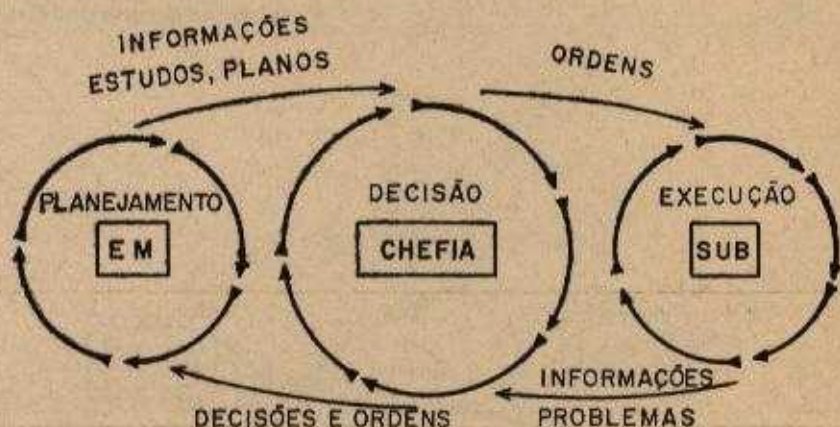 INFORMAÇÕES
ESTUDOS, PLANOS
ORDENS
PLANEJAMENTO
EM
DECISÃO
CHEFIA
EXECUÇÃO
SUB
DECISÕES E ORDENS
INFORMAÇÕES
PROBLEMAS